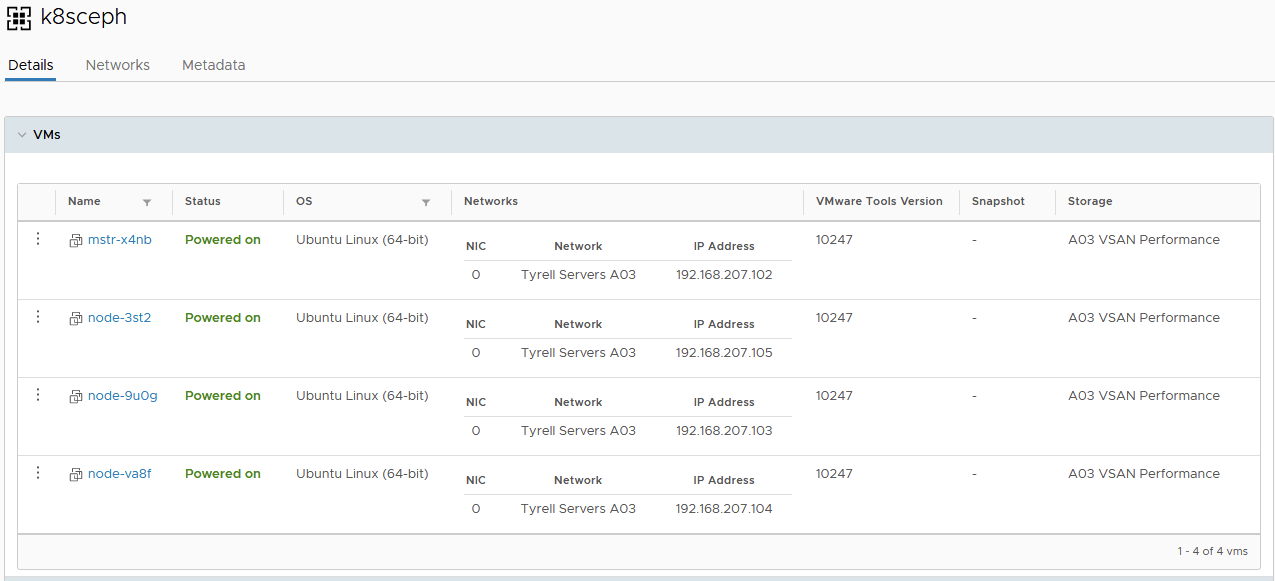 k8sceph
Details Networks Metadata
VMs
Name Status OS Networks VMware Tools Version Snapshot Storage
mstr-x4nb Powered on Ubuntu Linux (64-bit) 10247 - A03 VSAN Performance
NIC Network IP Address
0 Tyrell Servers A03 192.168.207.102
node-3st2 Powered on Ubuntu Linux (64-bit) 10247 - A03 VSAN Performance
NIC Network IP Address
0 Tyrell Servers A03 192.168.207.105
node-9u0g Powered on Ubuntu Linux (64-bit) 10247 - A03 VSAN Performance
NIC Network IP Address
0 Tyrell Servers A03 192.168.207.103
node-va8f Powered on Ubuntu Linux (64-bit) 10247 - A03 VSAN Performance
NIC Network IP Address
0 Tyrell Servers A03 192.168.207.104
1 - 4 of 4 vms